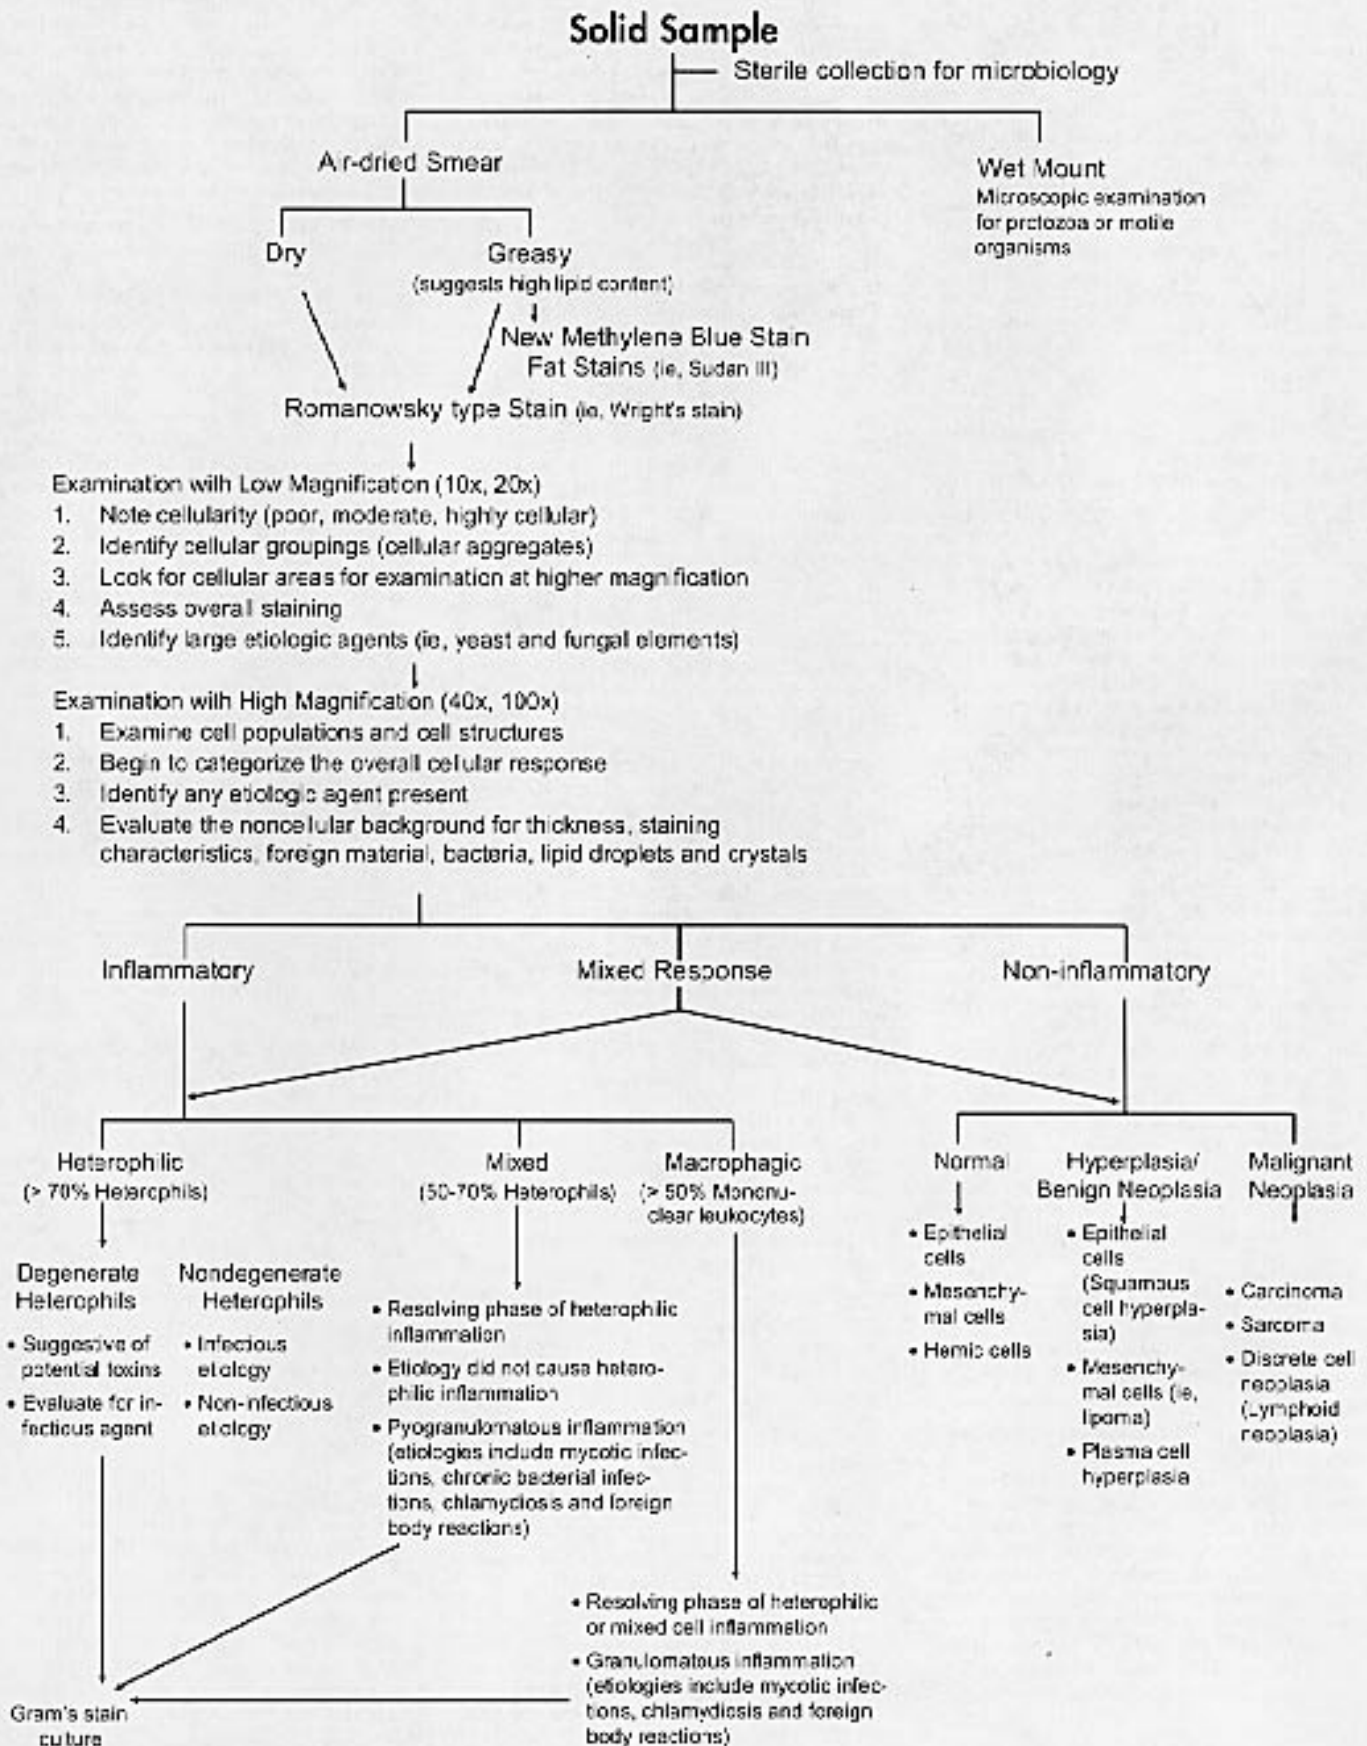 Solid Sample
Sterile collection for microbiology
Air-dried Smear
Wet Mount
Microscopic examination
for protozoa or motile
organisms
Dry
Greasy
(suggests high lipid content)
New Methylene Blue Stain
Fat Stains (ie, Sudan III)
Romanowsky type Stain (ie, Wright's stain)
Examination with Low Magnification (10x, 20x)
1. Note cellularity (poor, moderate, highly cellular)
2. Identify cellular groupings (cellular aggregates)
3. Look for cellular areas for examination at higher magnification
4. Assess overall staining
5. Identify large etiologic agents (ie, yeast and fungal elements)
Examination with High Magnification (40x, 100x)
1. Examine cell populations and cell structures
2. Begin to categorize the overall cellular response
3. Identify any etiologic agent present
4. Evaluate the noncellular background for thickness, staining
characteristics, foreign material, bacteria, lipid droplets and crystals
Inflammatory
Mixed Response
Non-inflammatory
Heterophilic
(> 70% Heterophils)
Mixed
(50-70% Heterophils)
Macrophagic
(> 50% Mononu-
clear leukocytes)
Normal
Hyperplasia/
Benign Neoplasia
Malignant
Neoplasia
Degenerate
Heterophils
• Suggestive of
potential toxins
• Evaluate for in-
fectious agent
Nondegenerate
Heterophils
• Infectious
etiology
• Non-infectious
etiology
• Resolving phase of heterophilic
inflammation
• Etiology did not cause hetero-
philic inflammation
• Pyogranulomatous inflammation
(etiologies include mycotic infec-
tions, chronic bacterial infec-
tions, chlamydiosis and foreign
body reactions)
• Epithelial
cells
• Mesenchy-
mal cells
• Hemic cells
• Epithelial
cells
(Squamous
cell hyperpla-
sia)
• Mesenchy-
mal cells (ie,
lipoma)
• Plasma cell
hyperplasia
• Carcinoma
• Sarcoma
• Discrete cell
neoplasia
(Lymphoid
neoplasia)
• Resolving phase of heterophilic
or mixed cell inflammation
• Granulomatous inflammation
(etiologies include mycotic infec-
tions, chlamydiosis and foreign
body reactions)
Gram's stain
culture